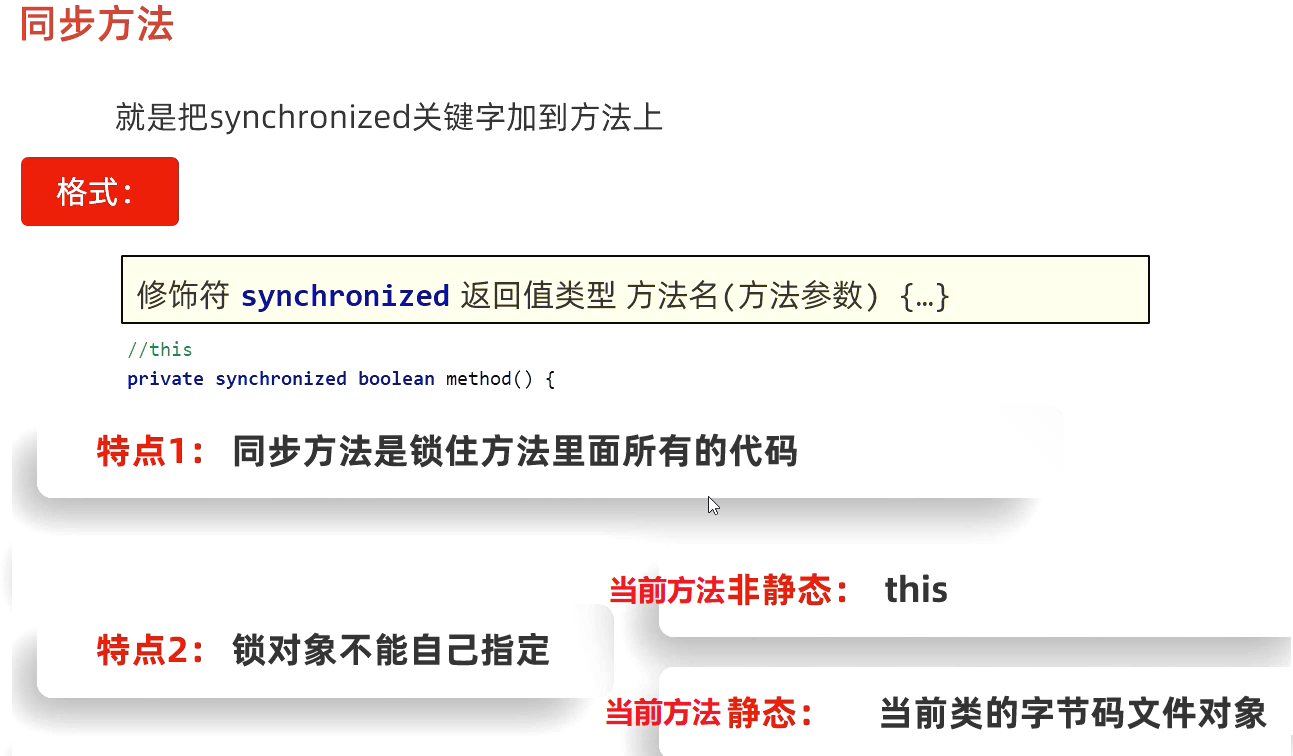 同步方法
就是把synchronized关键字加到方法上
格式：
修饰符 synchronized 返回值类型 方法名(方法参数) {…}
//this
private synchronized boolean method() {
特点1： 同步方法是锁住方法里面所有的代码
当前方法非静态： this
特点2： 锁对象不能自己指定
当前方法 静态： 当前类的字节码文件对象